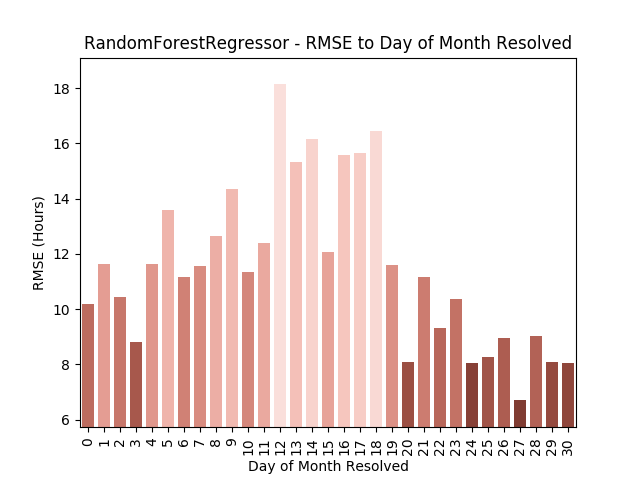 RandomForestRegressor - RMSE to Day of Month Resolved
RMSE (Hours)
18
16
14
12
10
8
6
0 1 2 3 4 5 6 7 8 9 10 11 12 13 14 15 16 17 18 19 20 21 22 23 24 25 26 27 28 29 30
Day of Month Resolved